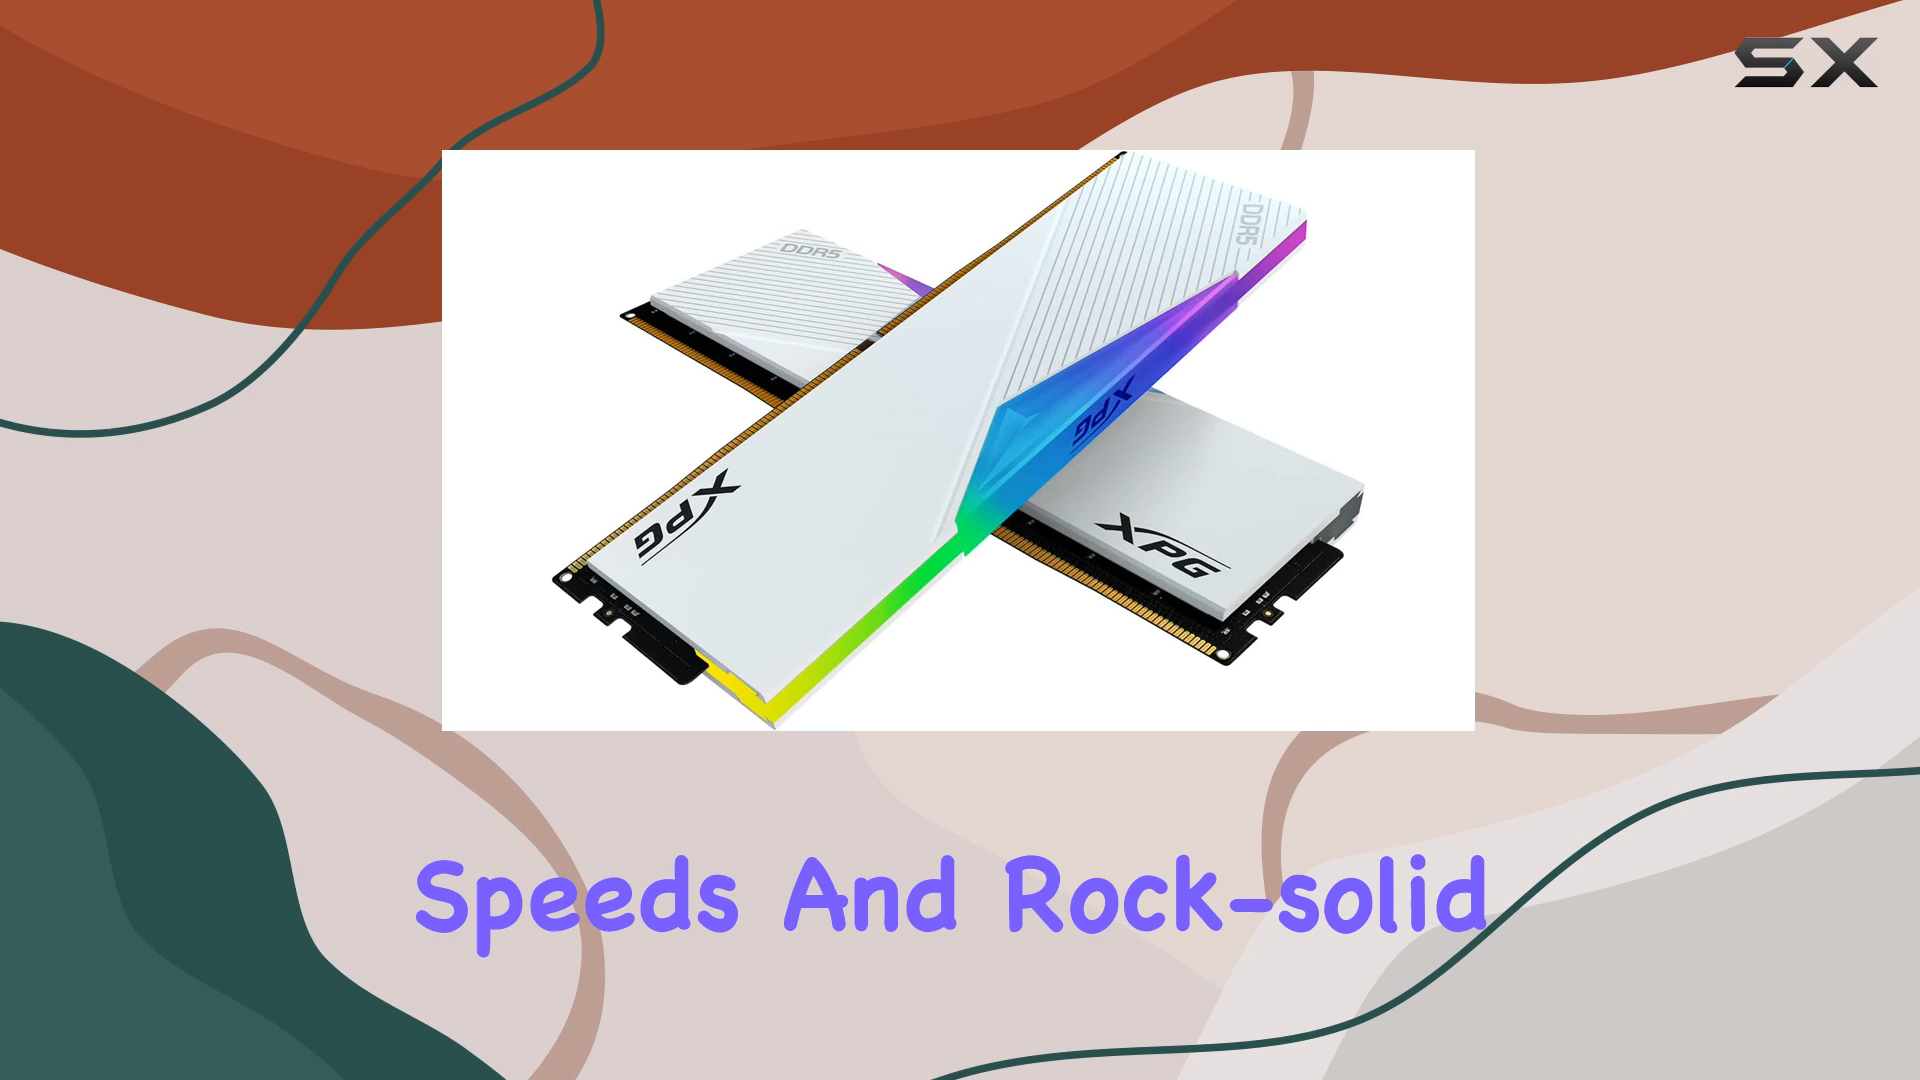 SX
DDR5
DDR5
XPG
XPG
XPG
Speeds And Rock-solid